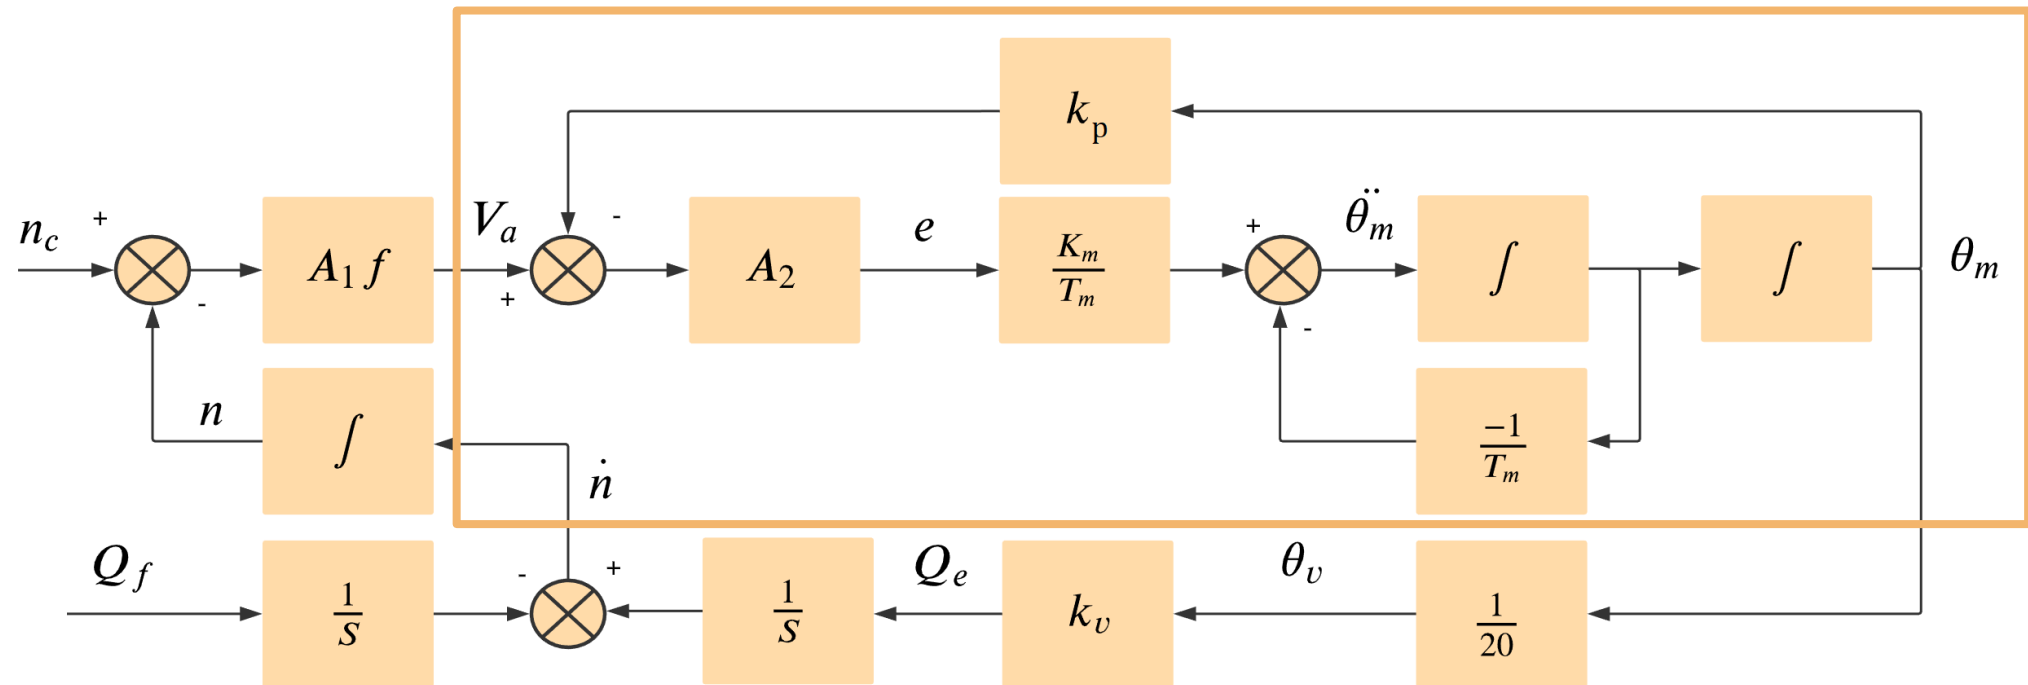 k_p
n_c
+
-
A_1 f
V_a
+
-
A_2
e
K_m
T_m
+
-
θ̈_m
∫
∫
θ_m
n
∫
ṅ
−1
T_m
Q_f
1
S
-
+
1
S
Q_e
k_v
θ_v
1
20